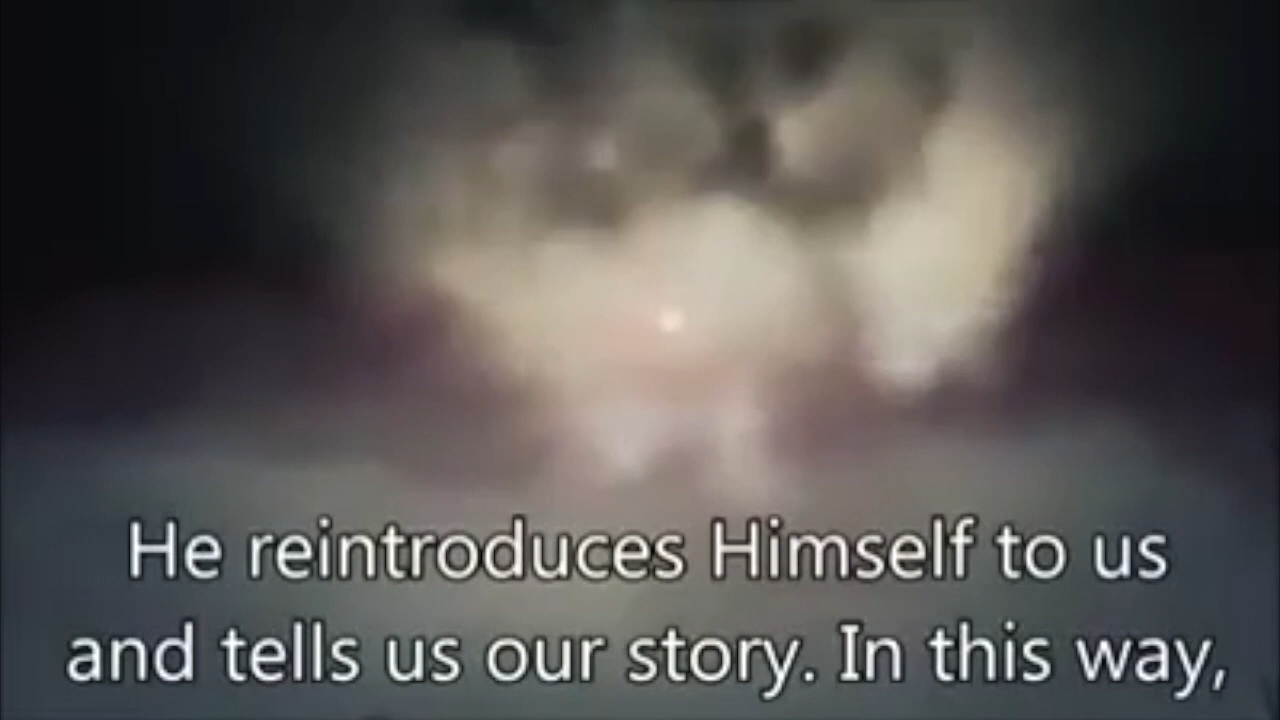 He reintroduces Himself to us
and tells us our story. In this way,